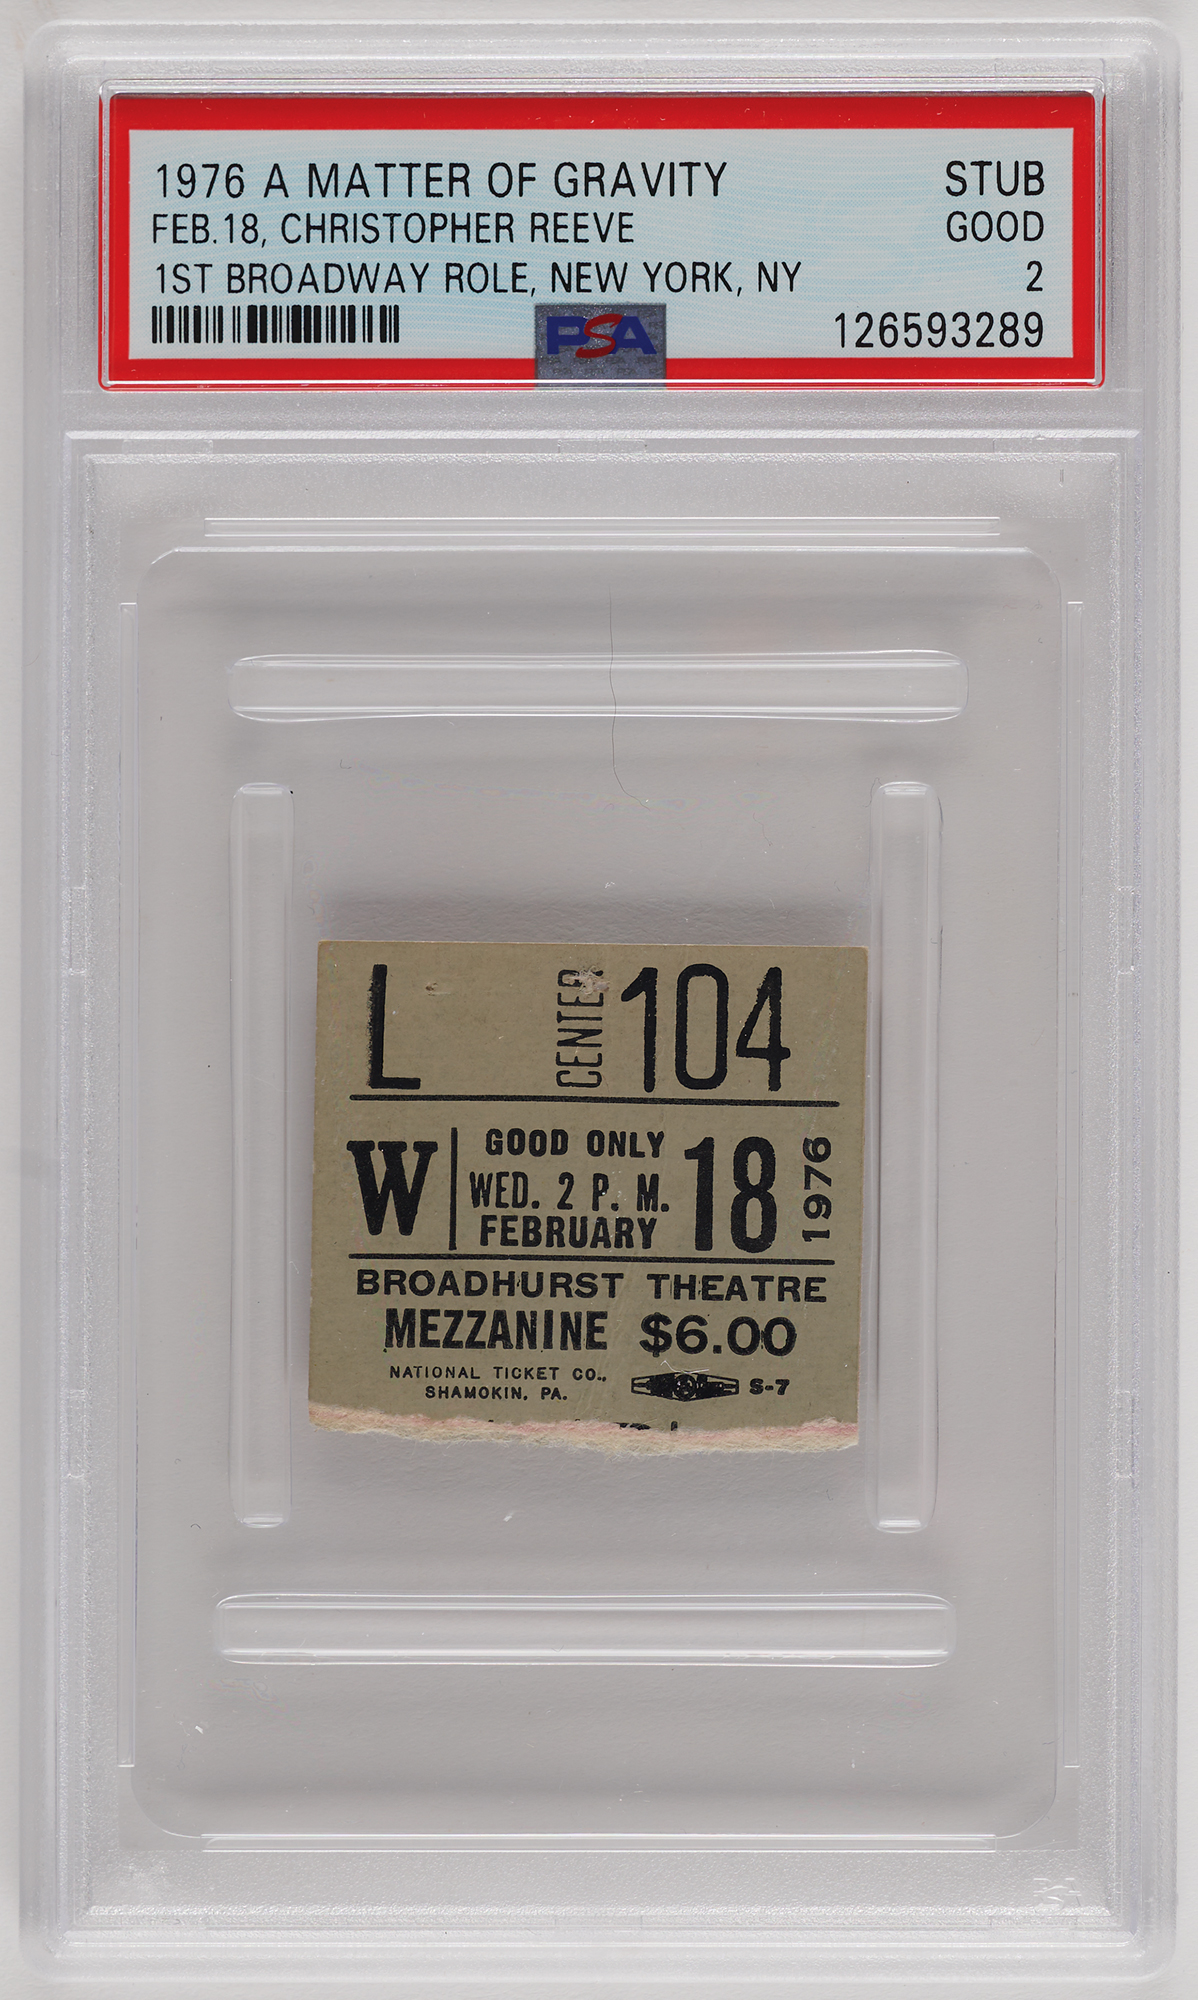 1976 A MATTER OF GRAVITY STUB
FEB.18, CHRISTOPHER REEVE GOOD
1ST BROADWAY ROLE, NEW YORK, NY 2
PSA 126593289
L CENTER 104
W GOOD ONLY
WED. 2 P. M.
FEBRUARY 18 1976
BROADHURST THEATRE
MEZZANINE $6.00
NATIONAL TICKET CO.,
SHAMOKIN, PA. S-7